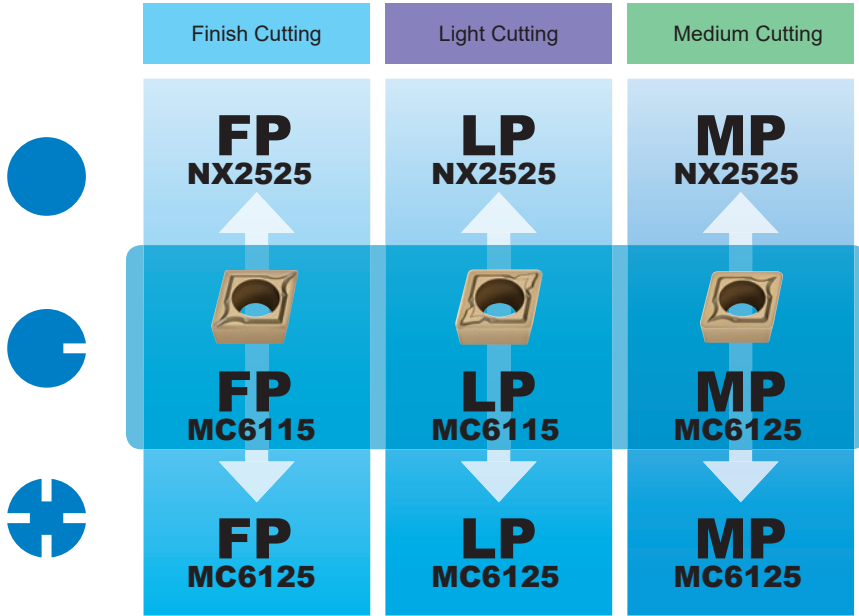 Finish Cutting
Light Cutting
Medium Cutting
FP
NX2525
LP
NX2525
MP
NX2525
FP
MC6115
LP
MC6115
MP
MC6125
FP
MC6125
LP
MC6125
MP
MC6125